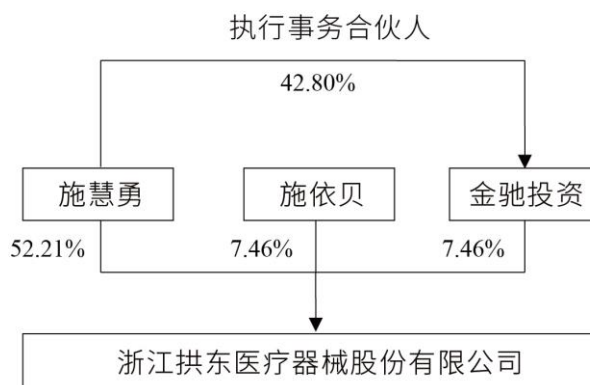 执行事务合伙人
42.80%
施慧勇
施依贝
金驰投资
52.21%
7.46%
7.46%
浙江拱东医疗器械股份有限公司